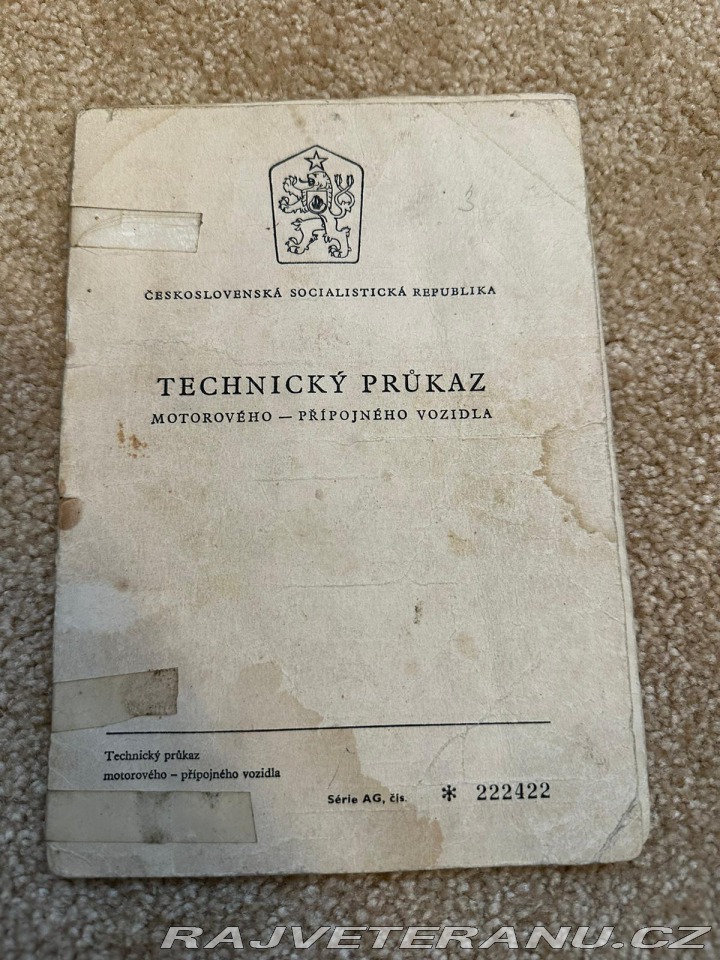 ČESKOSLOVENSKÁ SOCIALISTICKÁ REPUBLIKA
TECHNICKÝ PRŮKAZ
MOTOROVÉHO — PŘÍPOJNÉHO VOZIDLA
Technický průkaz
motorového – přípojného vozidla
Série AG, čís. * 222422
RAJVETERANU.CZ